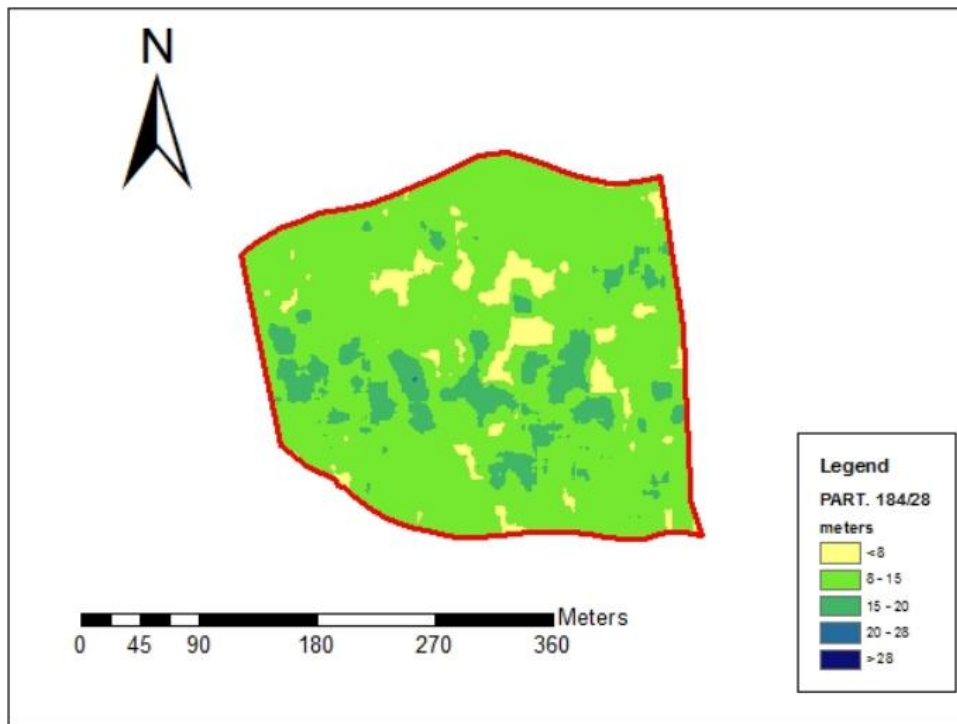 N
Legend
PART. 184/28
meters
<8
8 - 15
15 - 20
20 - 28
>28
Meters
0 45 90 180 270 360